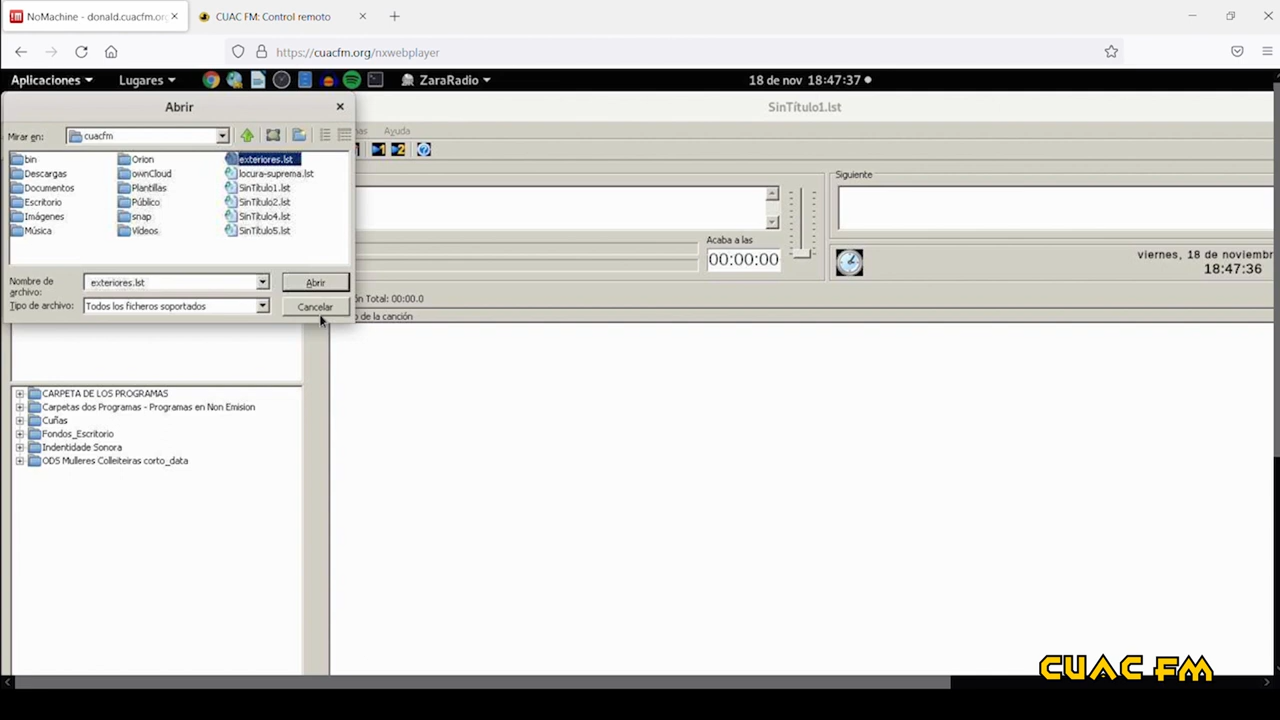 NoMachine - donald.cuacfm.org
CUAC FM: Control remoto
https://cuacfm.org/nxwebplayer
Aplicaciones
Lugares
ZaraRadio
18 de nov 18:47:37
Abrir
SinTítulo1.lst
Mirar en:
cuacfm
Ayuda
bin
Orion
exteriores.lst
Descargas
ownCloud
locura-suprema.lst
Documentos
Plantillas
SinTítulo1.lst
Escritorio
Público
SinTítulo2.lst
Imágenes
snap
SinTítulo4.lst
Música
Vídeos
SinTítulo5.lst
Siguiente
Acaba a las
00:00:00
viernes, 18 de noviembr
18:47:36
Nombre de archivo:
exteriores.lst
Abrir
Tipo de archivo:
Todos los ficheros soportados
Cancelar
Total: 00:00.0
de la canción
CARPETA DE LOS PROGRAMAS
Carpetas dos Programas - Programas en Non Emision
Cuñas
Fondos_Escritorio
Indentidade Sonora
ODS Mulleres Colleiteiras corto_data
CUAC FM